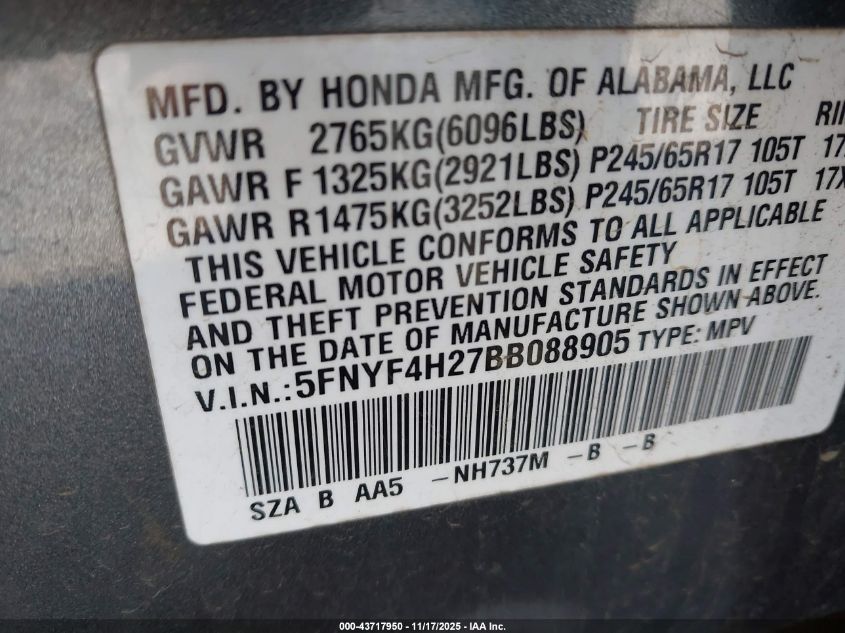 MFD. BY HONDA MFG. OF ALABAMA, LLC
GVWR 2765KG(6096LBS) TIRE SIZE
GAWR F 1325KG(2921LBS) P245/65R17 105T
GAWR R1475KG(3252LBS) P245/65R17 105T 17X
THIS VEHICLE CONFORMS TO ALL APPLICABLE
FEDERAL MOTOR VEHICLE SAFETY
AND THEFT PREVENTION STANDARDS IN EFFECT
ON THE DATE OF MANUFACTURE SHOWN ABOVE.
V.I.N.:5FNYF4H27BB088905 TYPE: MPV
SZA B AA5 -NH737M -B -B
000-43717950 - 11/17/2025 - IAA Inc.